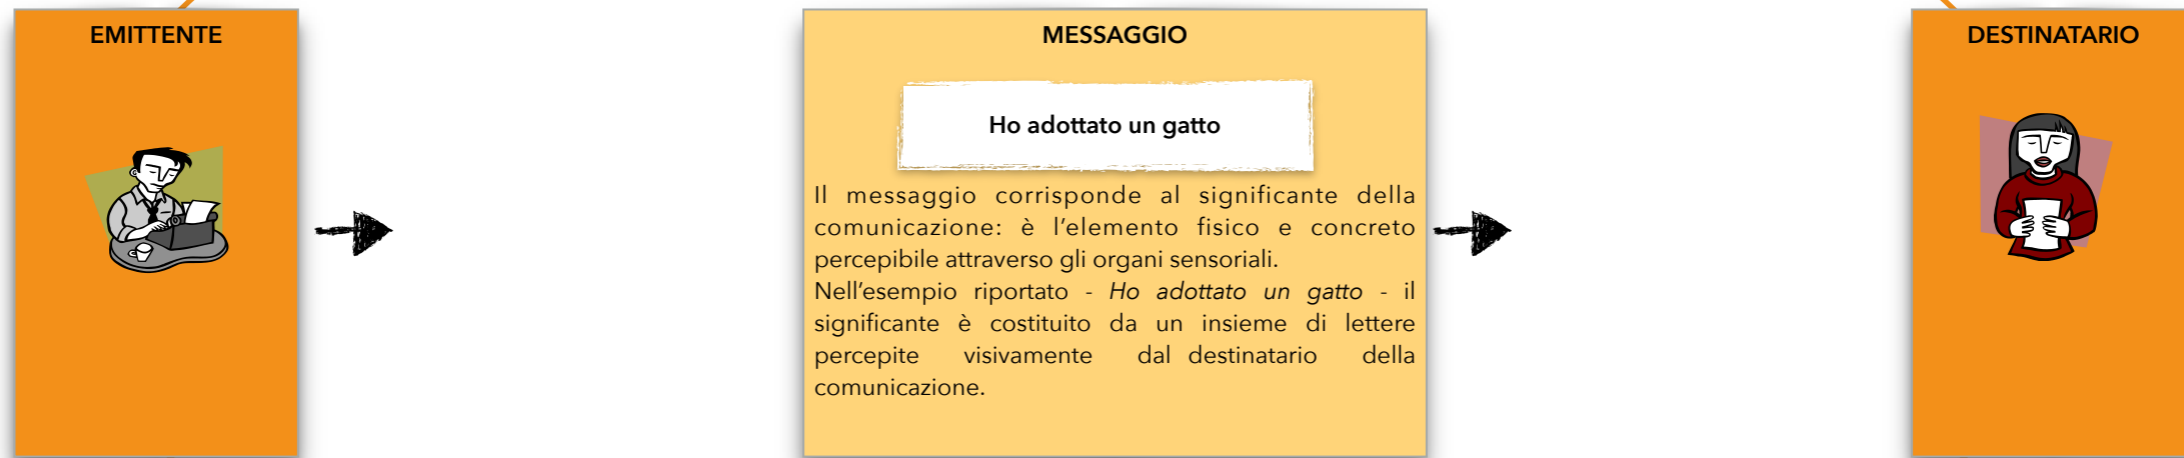 EMITTENTE
MESSAGGIO
Ho adottato un gatto
Il messaggio corrisponde al significante della
comunicazione: è l'elemento fisico e concreto
percepibile attraverso gli organi sensoriali.
Nell'esempio riportato - Ho adottato un gatto - il
significante è costituito da un insieme di lettere
percepite visivamente dal destinatario della
comunicazione.
DESTINATARIO